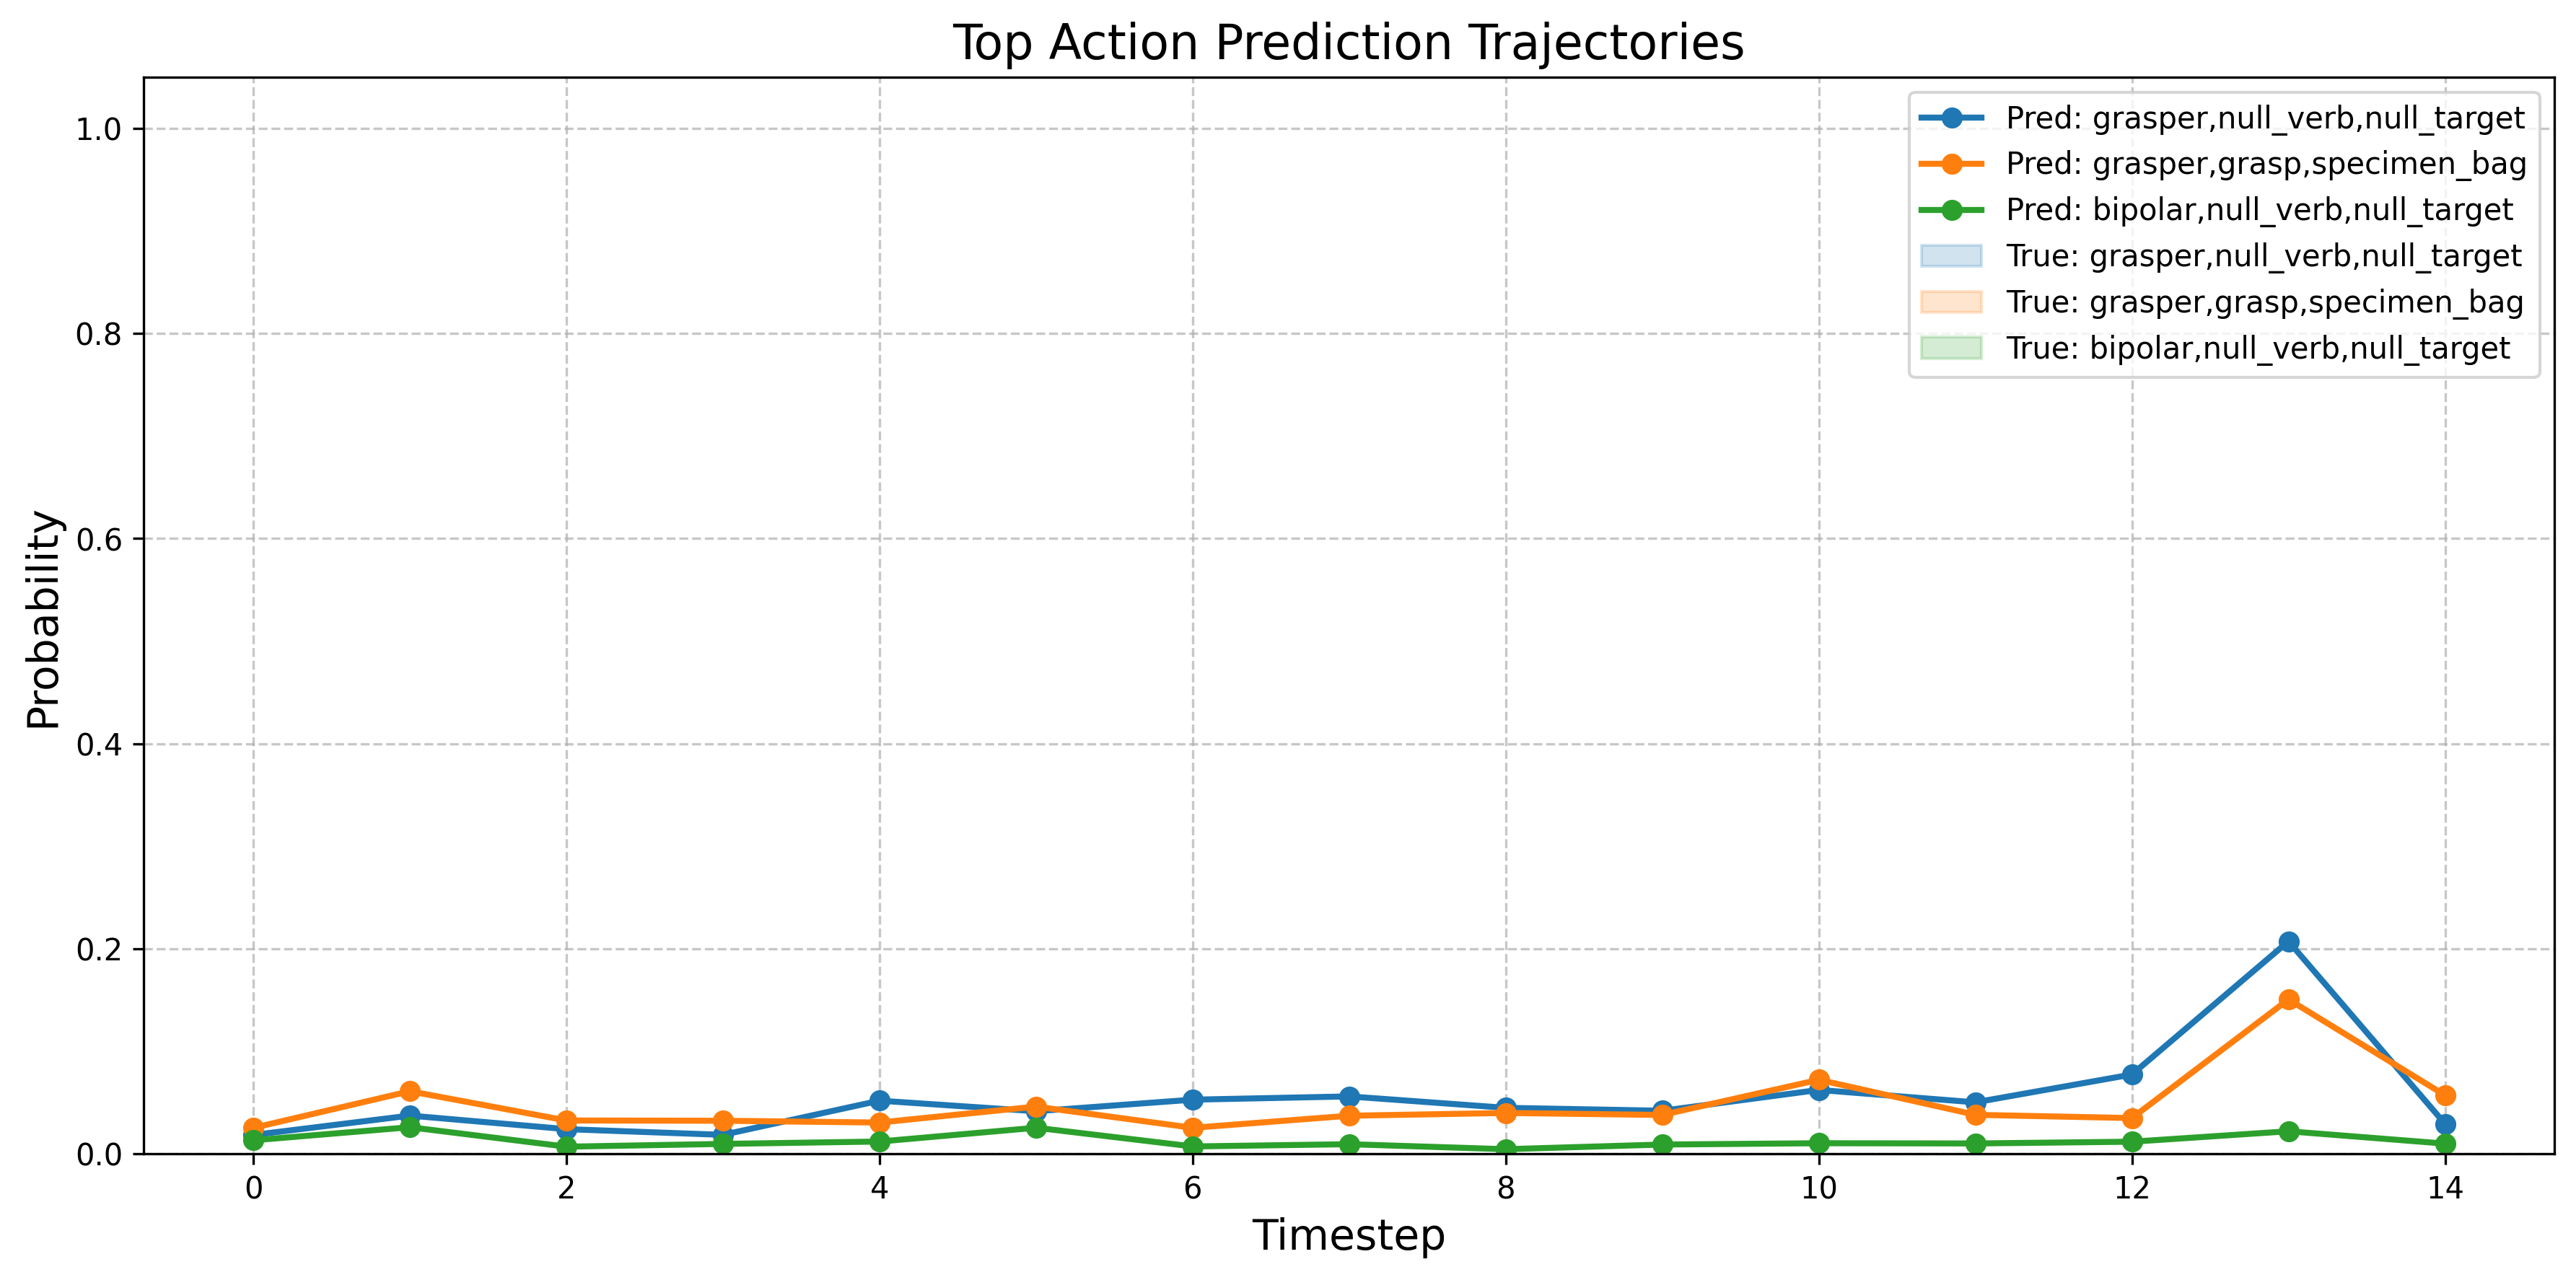 Top Action Prediction Trajectories
Pred: grasper,null_verb,null_target
Pred: grasper,grasp,specimen_bag
Pred: bipolar,null_verb,null_target
True: grasper,null_verb,null_target
True: grasper,grasp,specimen_bag
True: bipolar,null_verb,null_target
Probability
1.0
0.8
0.6
0.4
0.2
0.0
0 2 4 6 8 10 12 14
Timestep